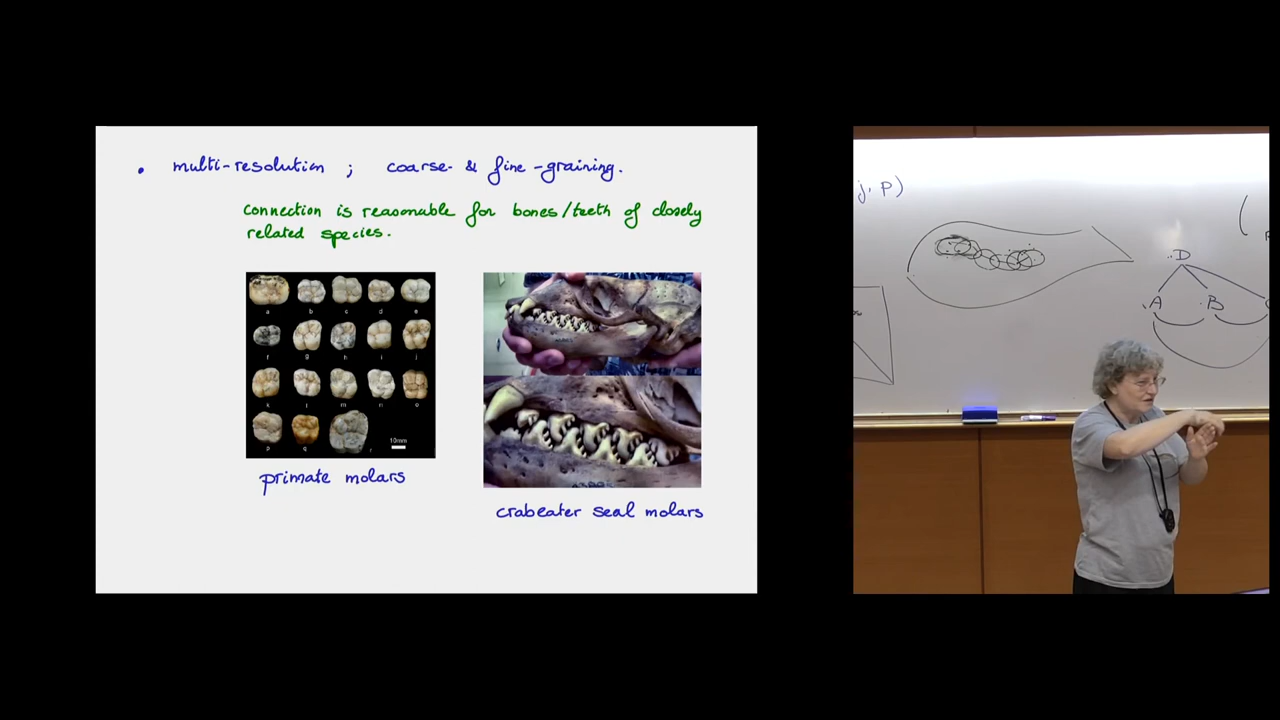 • multi-resolution ; coarse- & fine-graining.
connection is reasonable for bones/teeth of closely
related species.
a b c d e
f g h i j
k l m n o
p q r
10mm
primate molars
crabeater seal molars
j, p)
(
D
A B